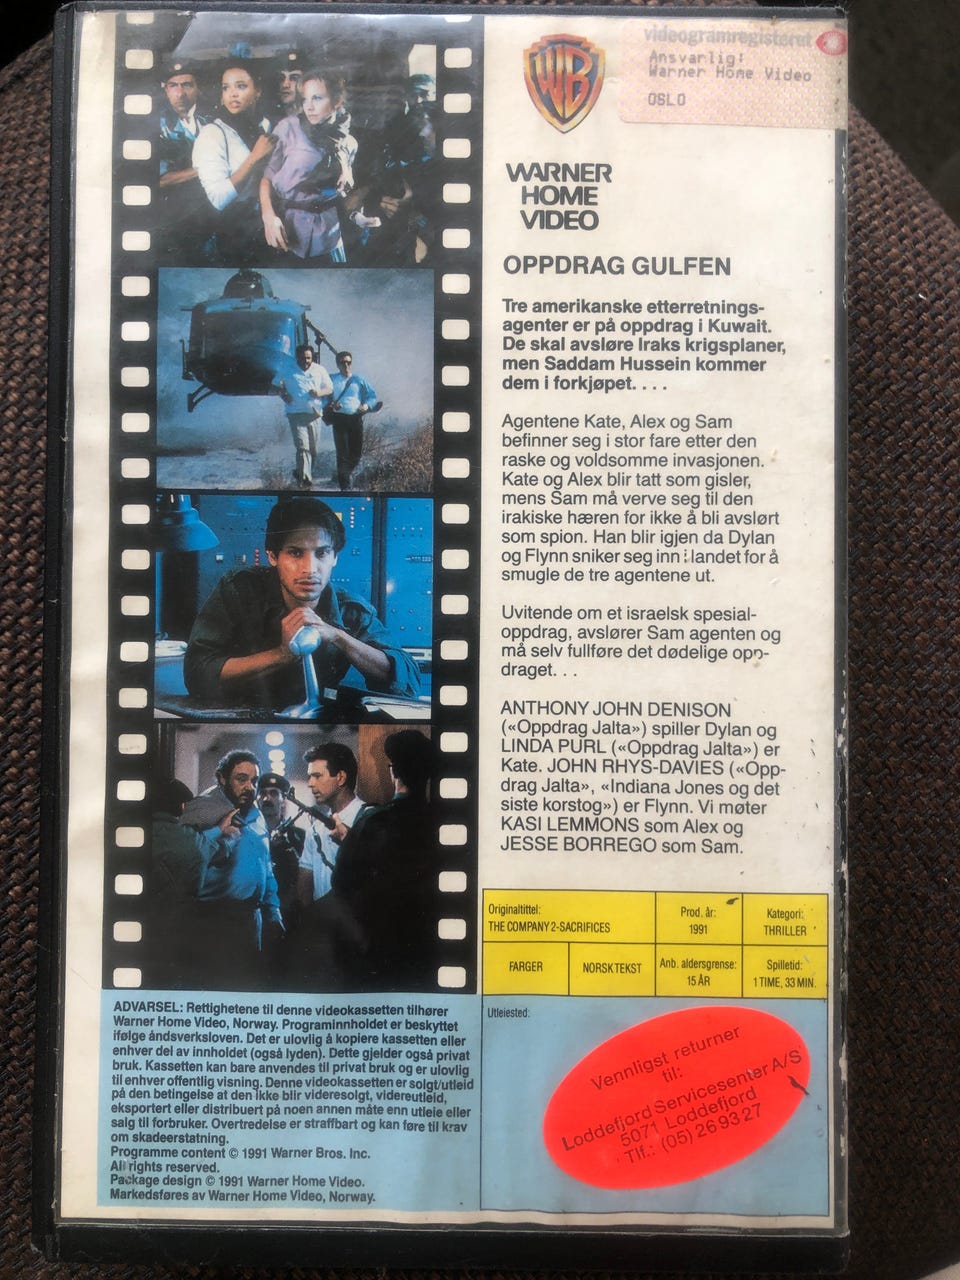 videogramregisteret
Ansvarlig:
Warner Home Video
OSLO
WB
WARNER
HOME
VIDEO
OPPDRAG GULFEN
Tre amerikanske etterretnings-
agenter er på oppdrag i Kuwait.
De skal avsløre Iraks krigsplaner,
men Saddam Hussein kommer
dem i forkjøpet. . . .
Agentene Kate, Alex og Sam
befinner seg i stor fare etter den
raske og voldsomme invasjonen.
Kate og Alex blir tatt som gisler,
mens Sam må verve seg til den
irakiske hæren for ikke å bli avslørt
som spion. Han blir igjen da Dylan
og Flynn sniker seg inn i landet for å
smugle de tre agentene ut.
Uvitende om et israelsk spesial-
oppdrag, avslører Sam agenten og
må selv fullføre det dødelige opp-
draget. . .
ANTHONY JOHN DENISON
(«Oppdrag Jalta») spiller Dylan og
LINDA PURL («Oppdrag Jalta») er
Kate. JOHN RHYS-DAVIES («Opp-
drag Jalta», «Indiana Jones og det
siste korstog») er Flynn. Vi møter
KASI LEMMONS som Alex og
JESSE BORREGO som Sam.
Originaltittel:
THE COMPANY 2-SACRIFICES
Prod. år:
1991
Kategori:
THRILLER
FARGER
NORSK TEKST
Anb. aldersgrense:
15 ÅR
Spilletid:
1 TIME, 33 MIN.
ADVARSEL: Rettighetene til denne videokassetten tilhører
Warner Home Video, Norway. Programinnholdet er beskyttet
ifølge åndsverksloven. Det er ulovlig å kopiere kassetten eller
enhver del av innholdet (også lyden). Dette gjelder også privat
bruk. Kassetten kan bare anvendes til privat bruk og er ulovlig
til enhver offentlig visning. Denne videokassetten er solgt/utleid
på den betingelse at den ikke blir videresolgt, videreutleid,
eksportert eller distribuert på noen annen måte enn utleie eller
salg til forbruker. Overtredelse er straffbart og kan føre til krav
om skadeerstatning.
Programme content © 1991 Warner Bros. Inc.
All rights reserved.
Package design © 1991 Warner Home Video.
Markedsføres av Warner Home Video, Norway.
Utleiested:
Vennligst returner
til:
Loddefjord Servicesenter A/S
5071 Loddefjord
Tlf.: (05) 26 93 27